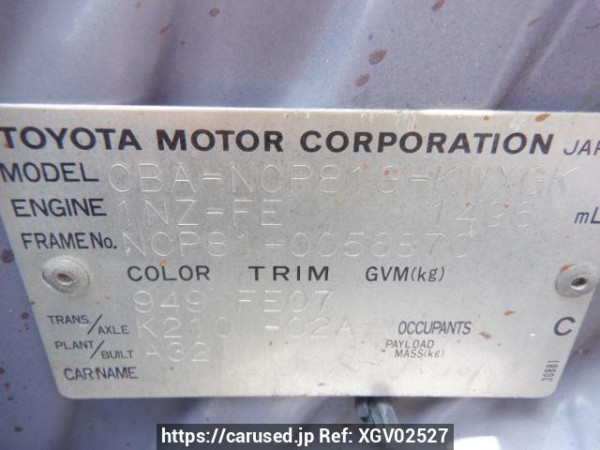 TOYOTA MOTOR CORPORATION JAP
MODEL CBA-NCP81G-KWXGK
ENGINE 1NZ-FE 1496 mL
FRAME No. NCP81-
COLOR TRIM GVM(kg)
949 FE07
TRANS./AXLE -02A OCCUPANTS C
PLANT/BUILT A32 PAYLOAD MASS(kg)
CAR NAME
30881
https://carused.jp Ref: XGV02527